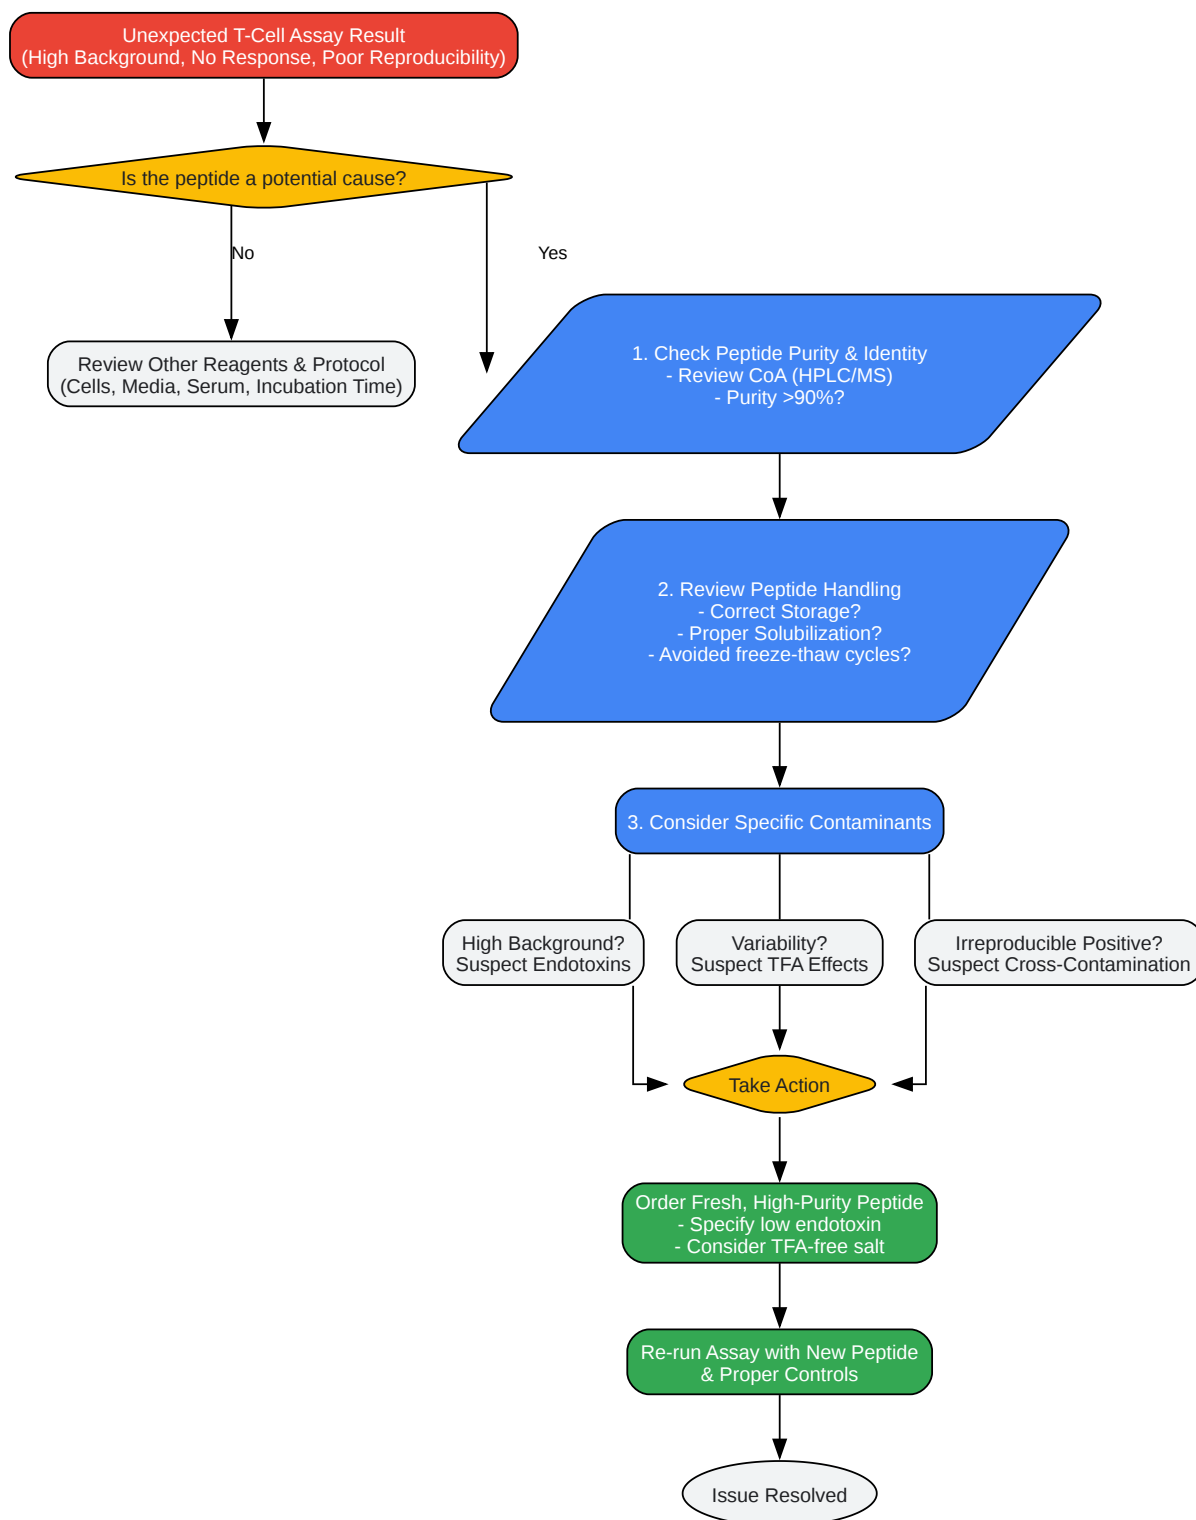 Unexpected T-Cell Assay Result
(High Background, No Response, Poor Reproducibility)
Is the peptide a potential cause?
No
Yes
Review Other Reagents & Protocol
(Cells, Media, Serum, Incubation Time)
1. Check Peptide Purity & Identity
- Review CoA (HPLC/MS)
- Purity >90%?
2. Review Peptide Handling
- Correct Storage?
- Proper Solubilization?
- Avoided freeze-thaw cycles?
3. Consider Specific Contaminants
High Background?
Suspect Endotoxins
Variability?
Suspect TFA Effects
Irreproducible Positive?
Suspect Cross-Contamination
Take Action
Order Fresh, High-Purity Peptide
- Specify low endotoxin
- Consider TFA-free salt
Re-run Assay with New Peptide
& Proper Controls
Issue Resolved